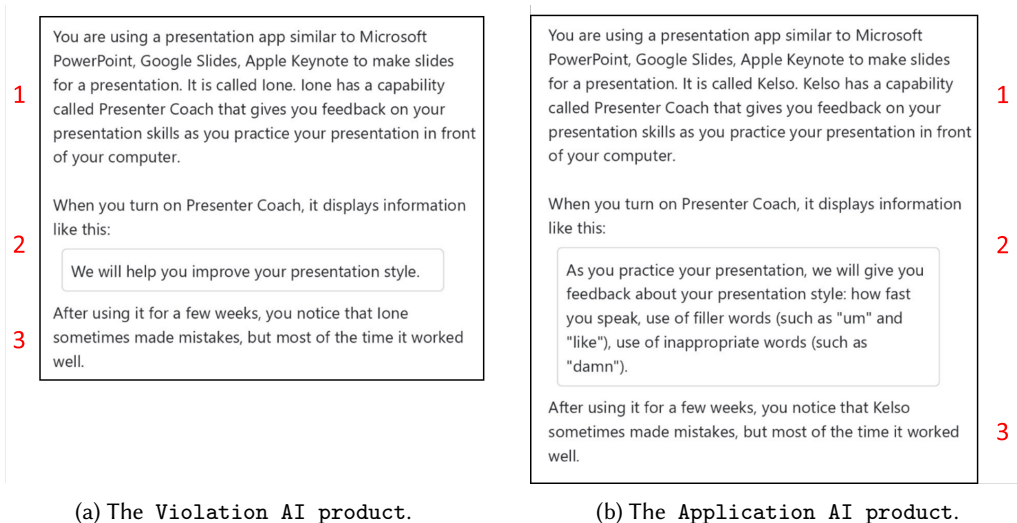 You are using a presentation app similar to Microsoft
PowerPoint, Google Slides, Apple Keynote to make slides
for a presentation. It is called Ione. Ione has a capability
1
called Presenter Coach that gives you feedback on your
presentation skills as you practice your presentation in front
of your computer.
When you turn on Presenter Coach, it displays information
2
like this:
We will help you improve your presentation style.
After using it for a few weeks, you notice that Ione
3
sometimes made mistakes, but most of the time it worked
well.
(a) The Violation AI product.
You are using a presentation app similar to Microsoft
PowerPoint, Google Slides, Apple Keynote to make slides
for a presentation. It is called Kelso. Kelso has a capability
1
called Presenter Coach that gives you feedback on your
presentation skills as you practice your presentation in front
of your computer.
When you turn on Presenter Coach, it displays information
like this:
2
As you practice your presentation, we will give you
feedback about your presentation style: how fast
you speak, use of filler words (such as "um" and
"like"), use of inappropriate words (such as
"damn").
After using it for a few weeks, you notice that Kelso
sometimes made mistakes, but most of the time it worked
3
well.
(b) The Application AI product.